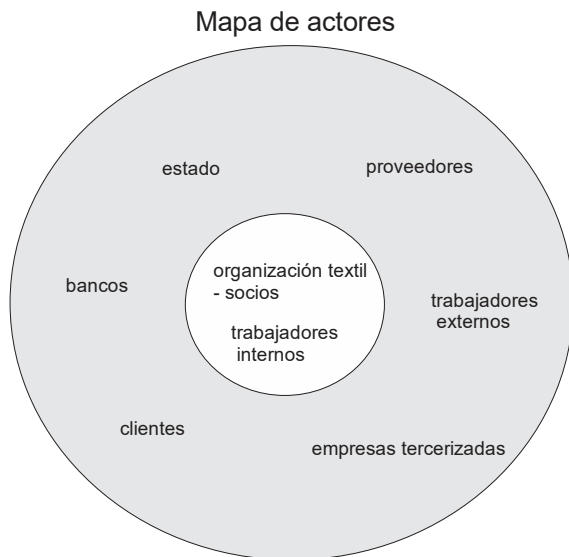 Mapa de actores
estado
proveedores
bancos
organización textil
- socios
trabajadores
internos
trabajadores
externos
clientes
empresas tercerizadas